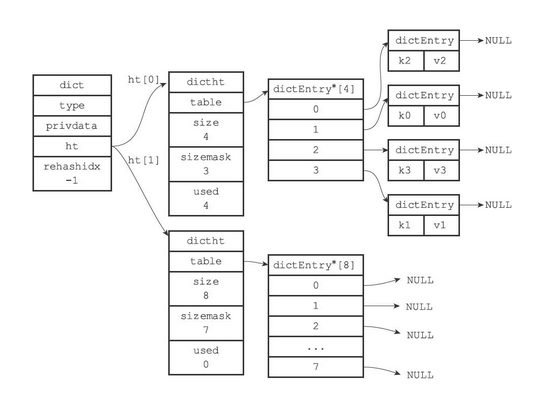 dict
type
privdata
ht
rehashidx
-1
ht[0]
ht[1]
dictht
table
size
4
sizemask
3
used
4
dictEntry*[4]
0
1
2
3
dictEntry
k2 v2
NULL
dictEntry
k0 v0
NULL
dictEntry
k3 v3
NULL
dictEntry
k1 v1
NULL
dictht
table
size
8
sizemask
7
used
0
dictEntry*[8]
0
1
2
...
7
NULL
NULL
NULL
NULL